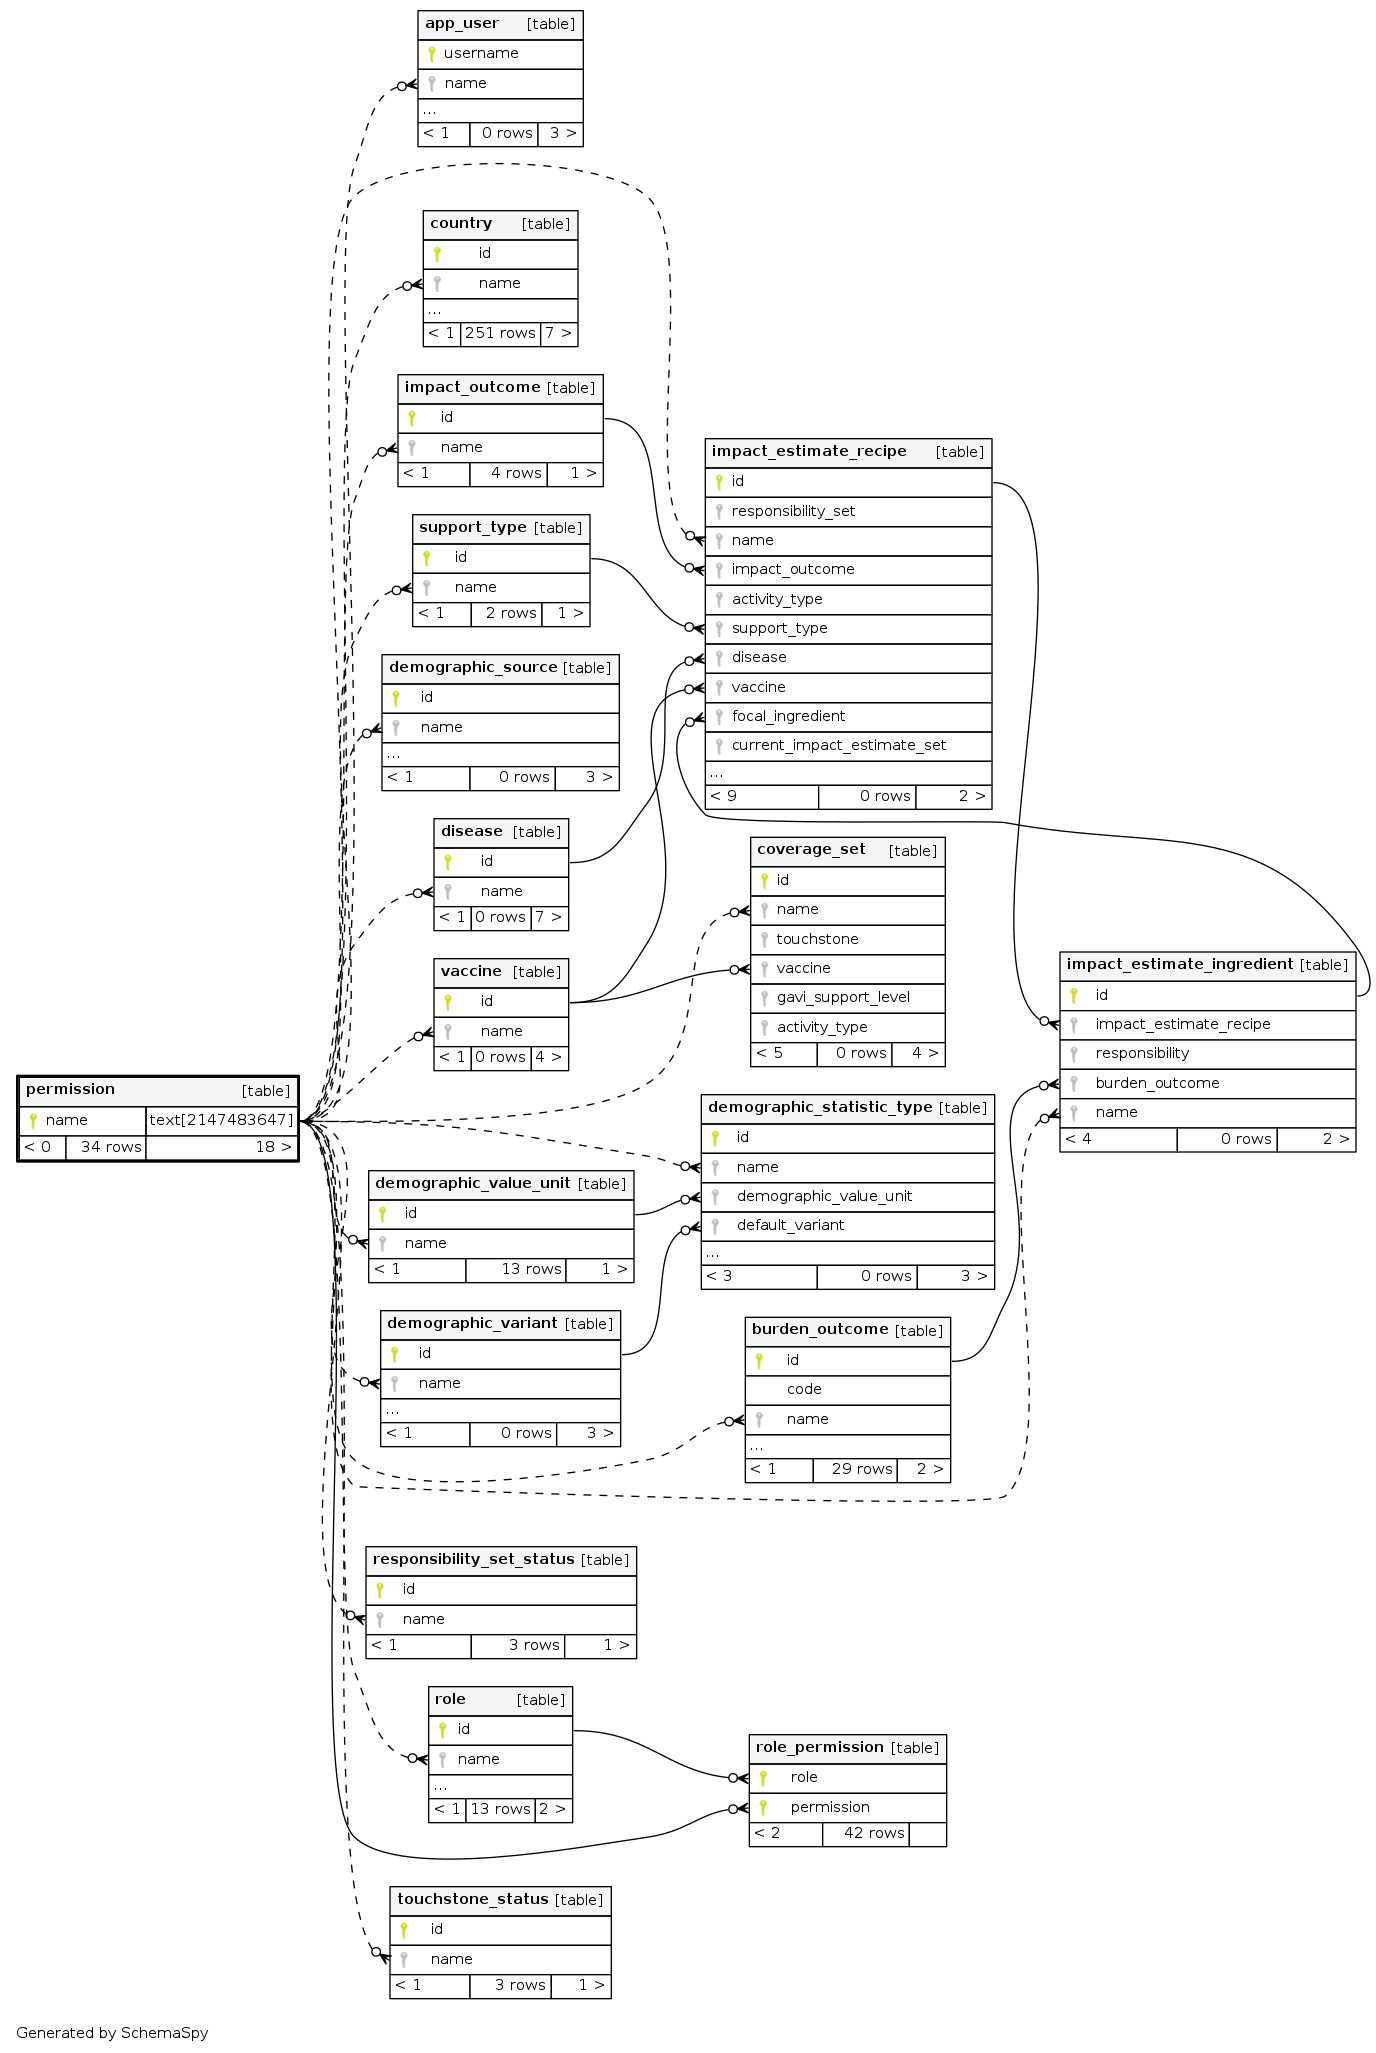 app_user [table]
username
name
...
< 1 0 rows 3 >
country [table]
id
name
...
< 1 251 rows 7 >
impact_outcome [table]
id
name
< 1 4 rows 1 >
support_type [table]
id
name
< 1 2 rows 1 >
demographic_source [table]
id
name
...
< 1 0 rows 3 >
disease [table]
id
name
< 1 0 rows 7 >
vaccine [table]
id
name
< 1 0 rows 4 >
impact_estimate_recipe [table]
id
responsibility_set
name
impact_outcome
activity_type
support_type
disease
vaccine
focal_ingredient
current_impact_estimate_set
...
< 9 0 rows 2 >
coverage_set [table]
id
name
touchstone
vaccine
gavi_support_level
activity_type
< 5 0 rows 4 >
impact_estimate_ingredient [table]
id
impact_estimate_recipe
responsibility
burden_outcome
name
< 4 0 rows 2 >
permission [table]
name text[2147483647]
< 0 34 rows 18 >
demographic_statistic_type [table]
id
name
demographic_value_unit
default_variant
...
< 3 0 rows 3 >
demographic_value_unit [table]
id
name
< 1 13 rows 1 >
demographic_variant [table]
id
name
...
< 1 0 rows 3 >
burden_outcome [table]
id
code
name
...
< 1 29 rows 2 >
responsibility_set_status [table]
id
name
< 1 3 rows 1 >
role [table]
id
name
...
< 1 13 rows 2 >
role_permission [table]
role
permission
< 2 42 rows
touchstone_status [table]
id
name
< 1 3 rows 1 >
Generated by SchemaSpy